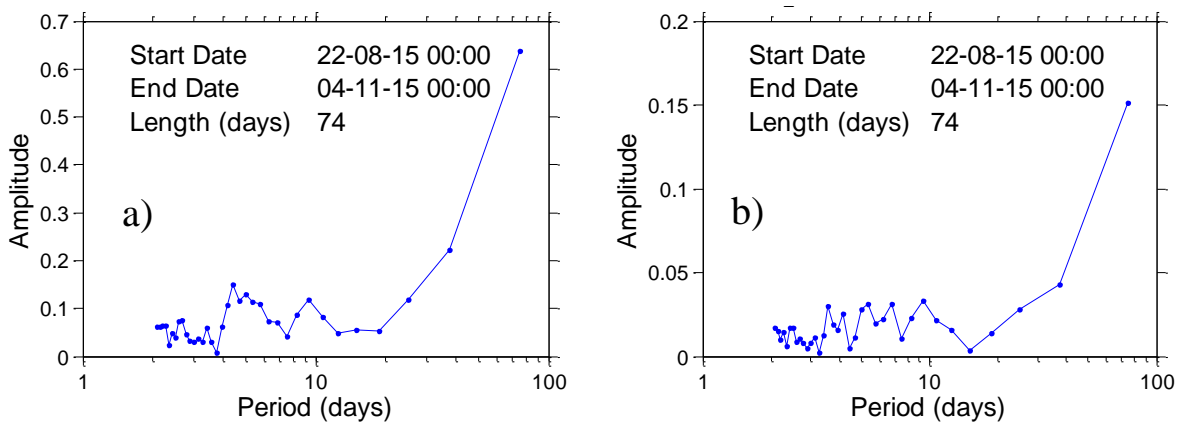 0.7
0.6
0.5
0.4
0.3
0.2
0.1
0
Amplitude
Start Date 22-08-15 00:00
End Date 04-11-15 00:00
Length (days) 74
a)
1 10 100
Period (days)
0.2
0.15
0.1
0.05
0
Amplitude
Start Date 22-08-15 00:00
End Date 04-11-15 00:00
Length (days) 74
b)
1 10 100
Period (days)